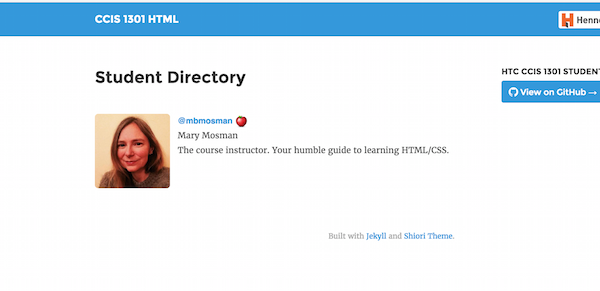 CCIS 1301 HTML
Student Directory
HTC CCIS 1301 STUDENT
View on GitHub →
@mbmosman
Mary Mosman
The course instructor. Your humble guide to learning HTML/CSS.
Built with Jekyll and Shiori Theme.